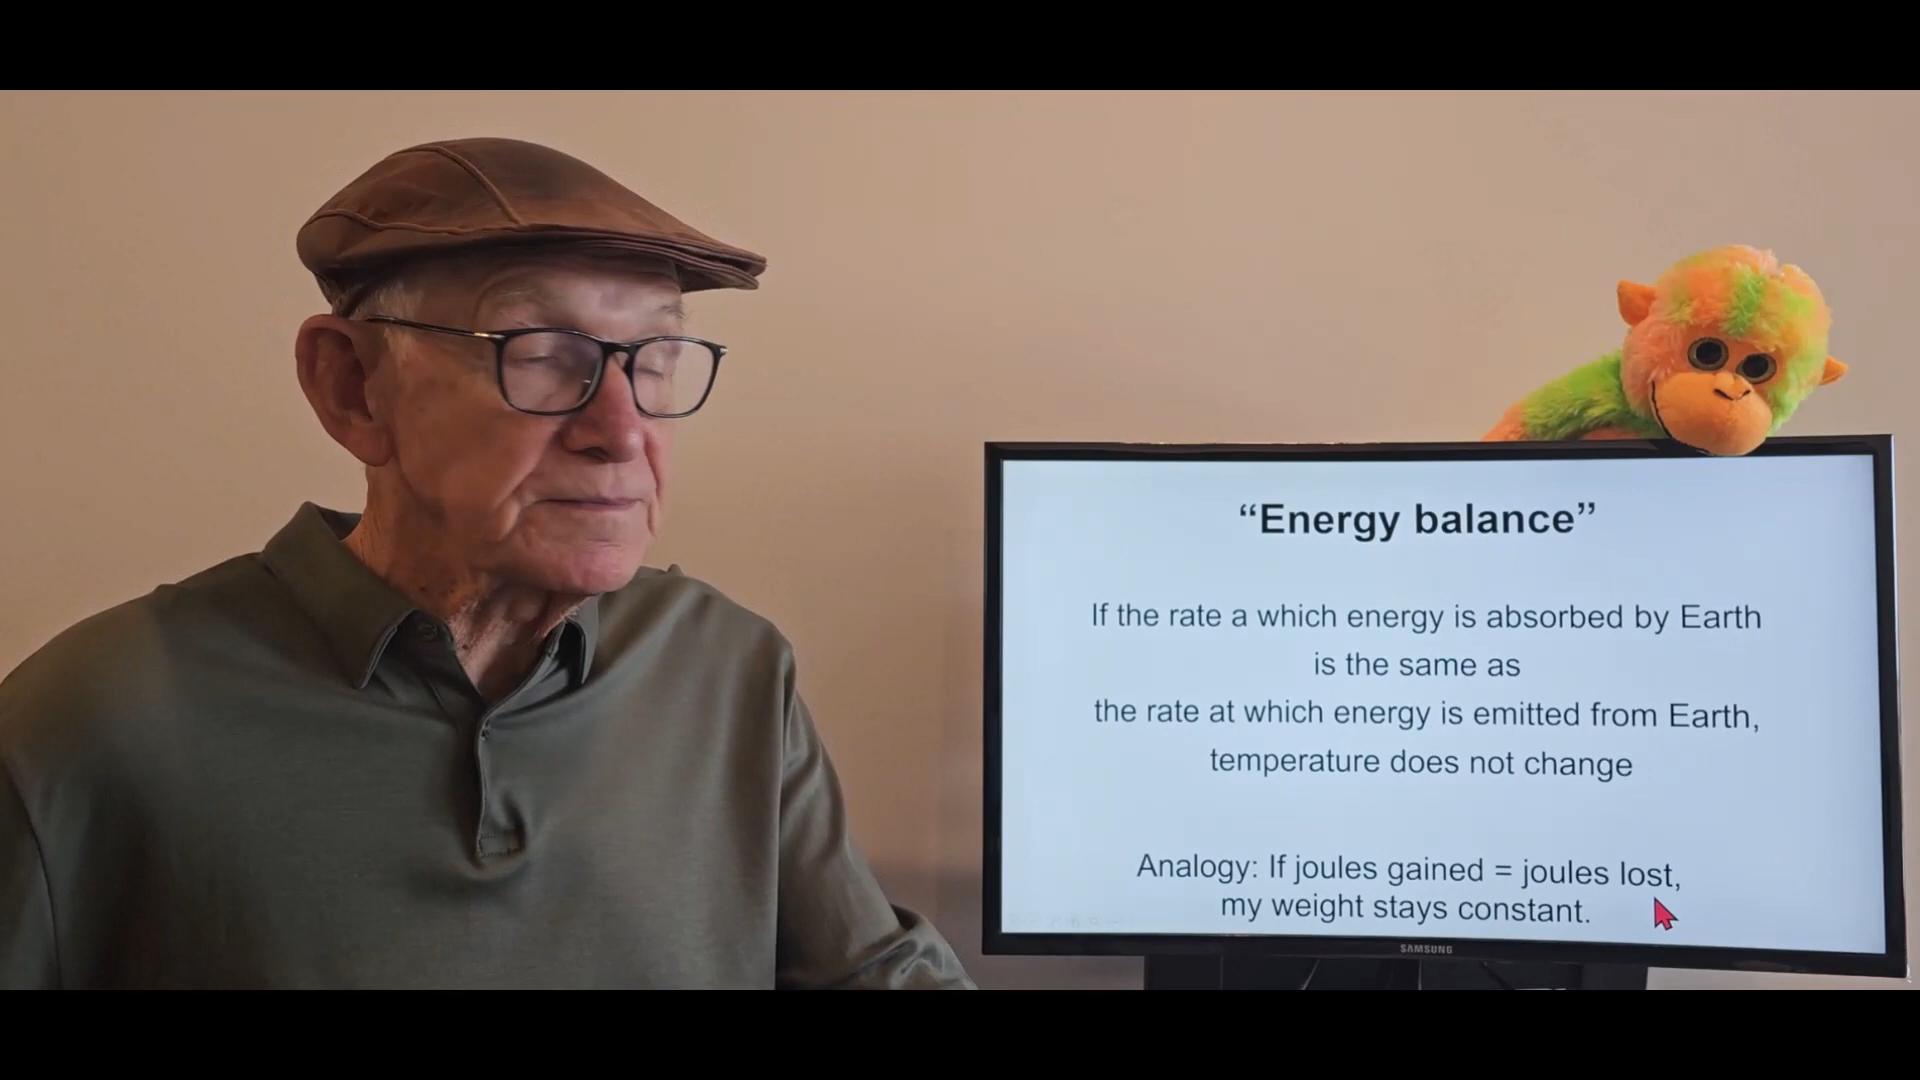 “Energy balance”
If the rate a which energy is absorbed by Earth
is the same as
the rate at which energy is emitted from Earth,
temperature does not change
Analogy: If joules gained = joules lost,
my weight stays constant.
SAMSUNG